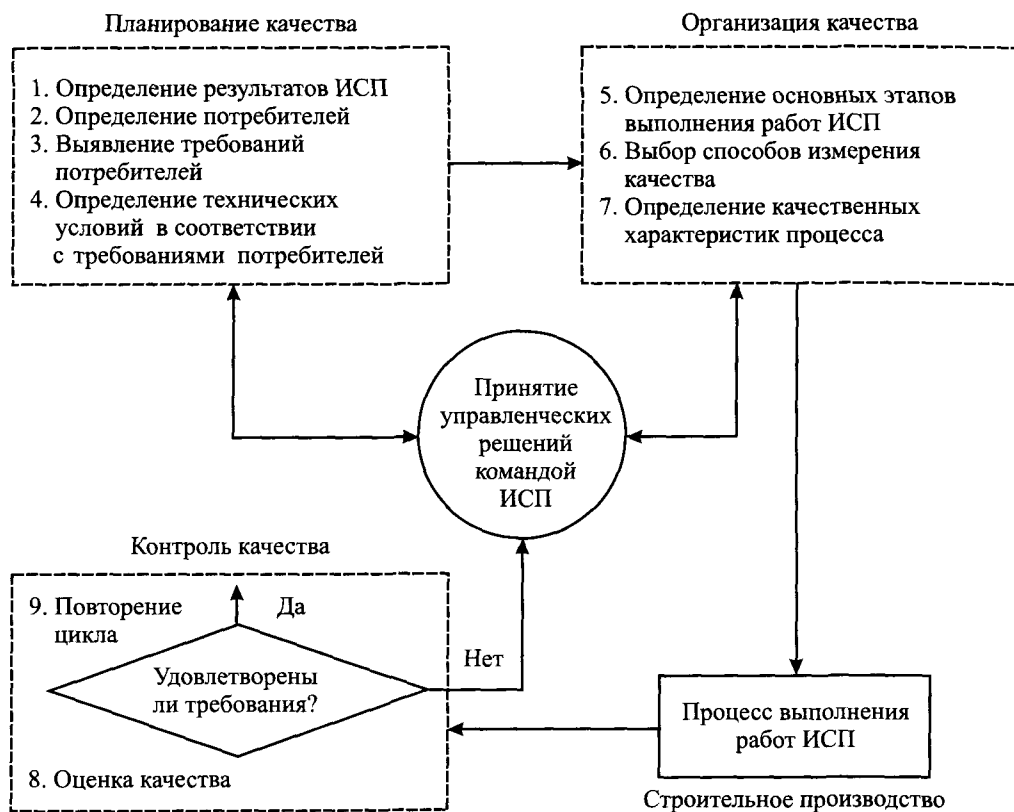 Планирование качества
1. Определение результатов ИСП
2. Определение потребителей
3. Выявление требований
потребителей
4. Определение технических
условий в соответствии
с требованиями потребителей
Организация качества
5. Определение основных этапов
выполнения работ ИСП
6. Выбор способов измерения
качества
7. Определение качественных
характеристик процесса
Принятие
управленческих
решений
командой
ИСП
Контроль качества
9. Повторение
цикла
Да
Удовлетворены
ли требования?
Нет
8. Оценка качества
Процесс выполнения
работ ИСП
Строительное производство